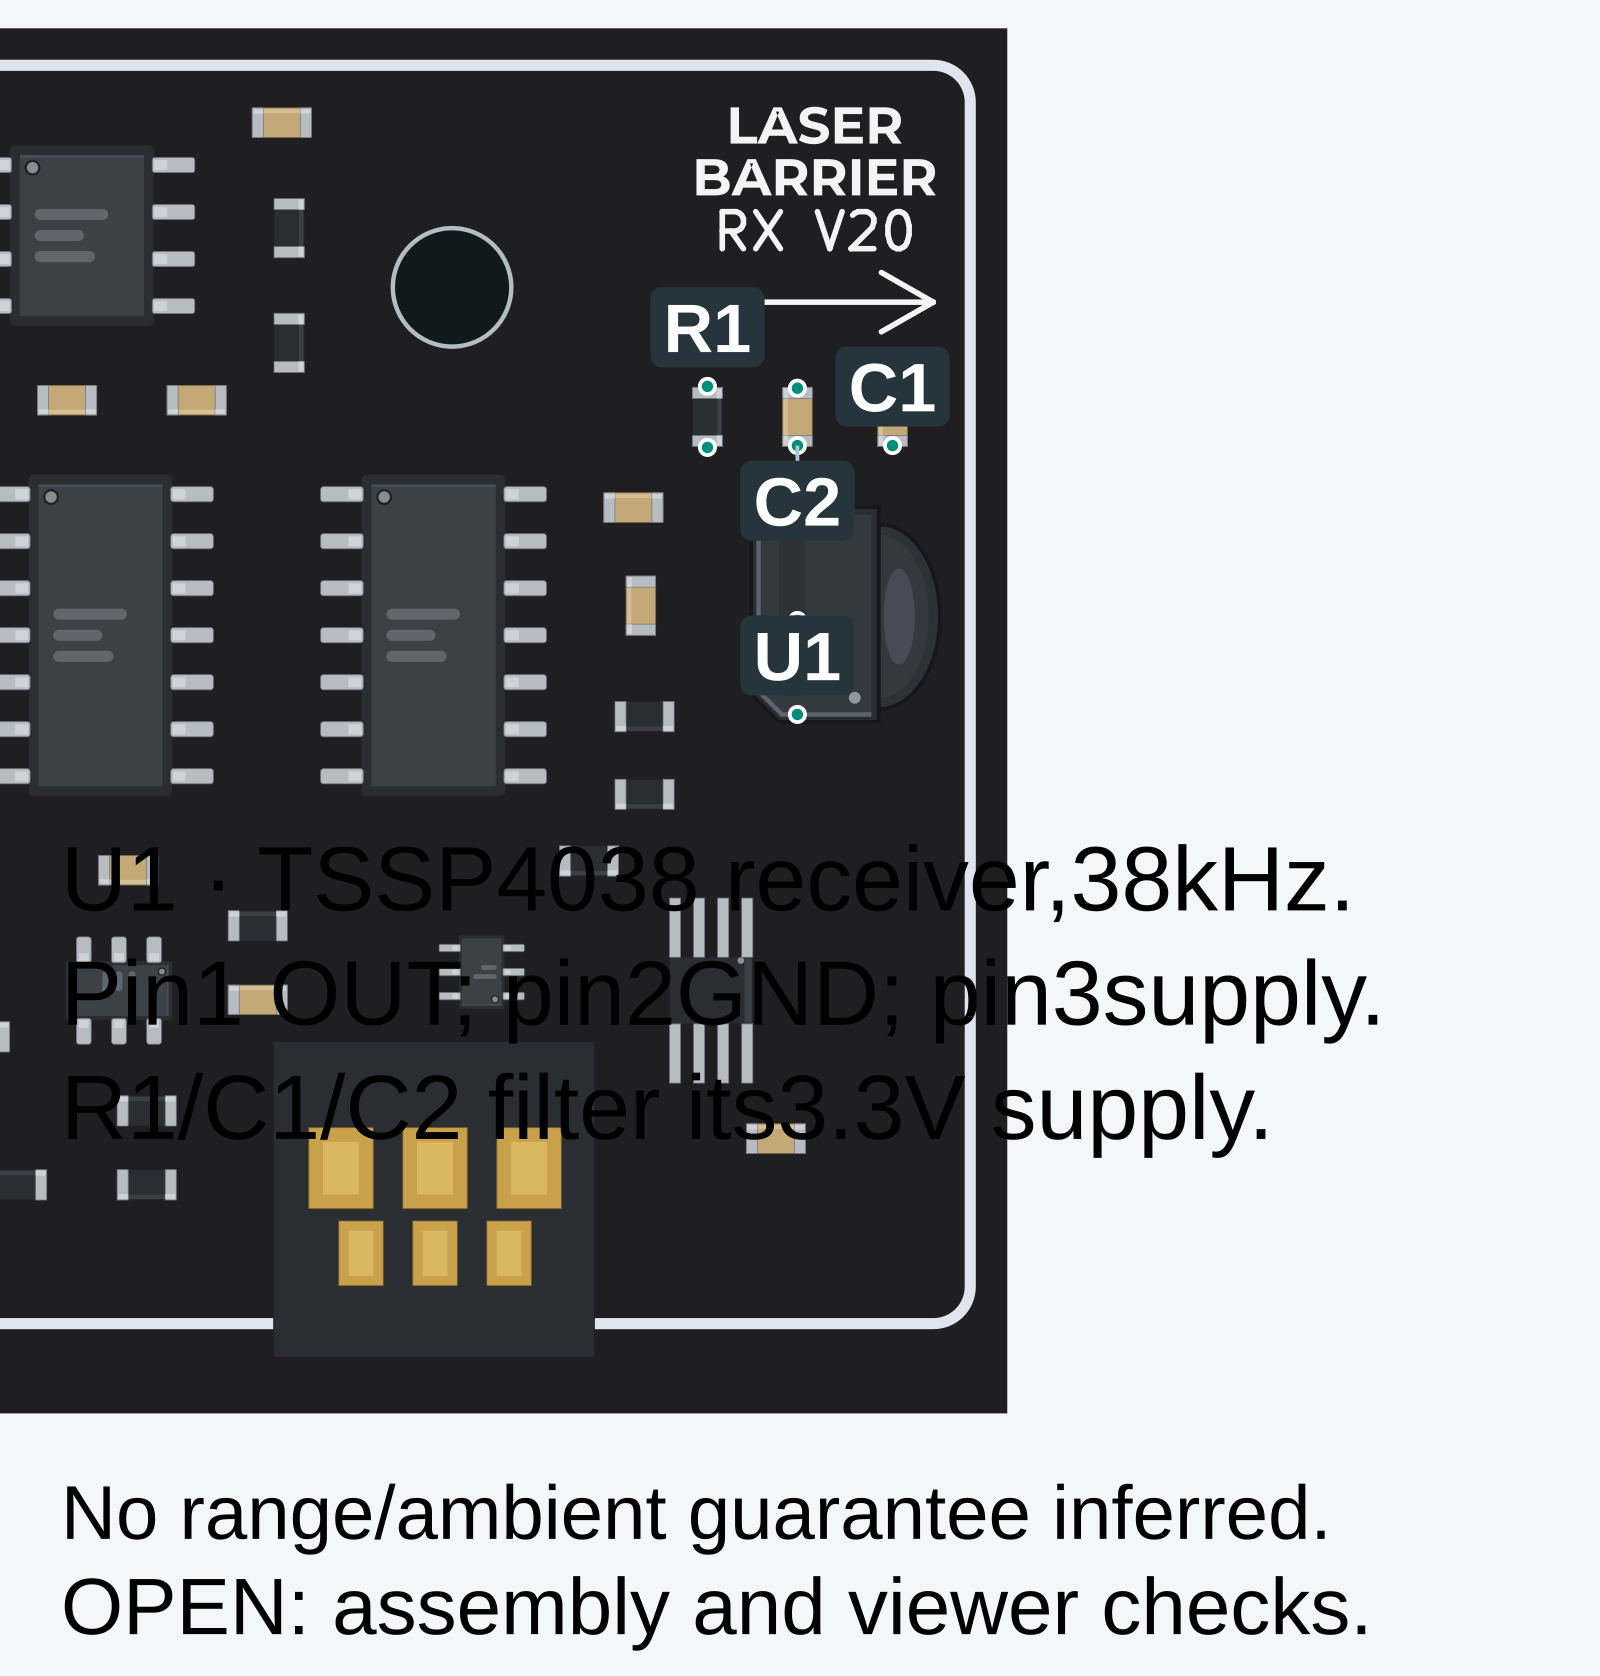 LASER
BARRIER
RX V20
R1
C1
C2
U1
U1 · TSSP4038 receiver,38kHz.
Pin1 OUT; pin2GND; pin3supply.
R1/C1/C2 filter its3.3V supply.
No range/ambient guarantee inferred.
OPEN: assembly and viewer checks.